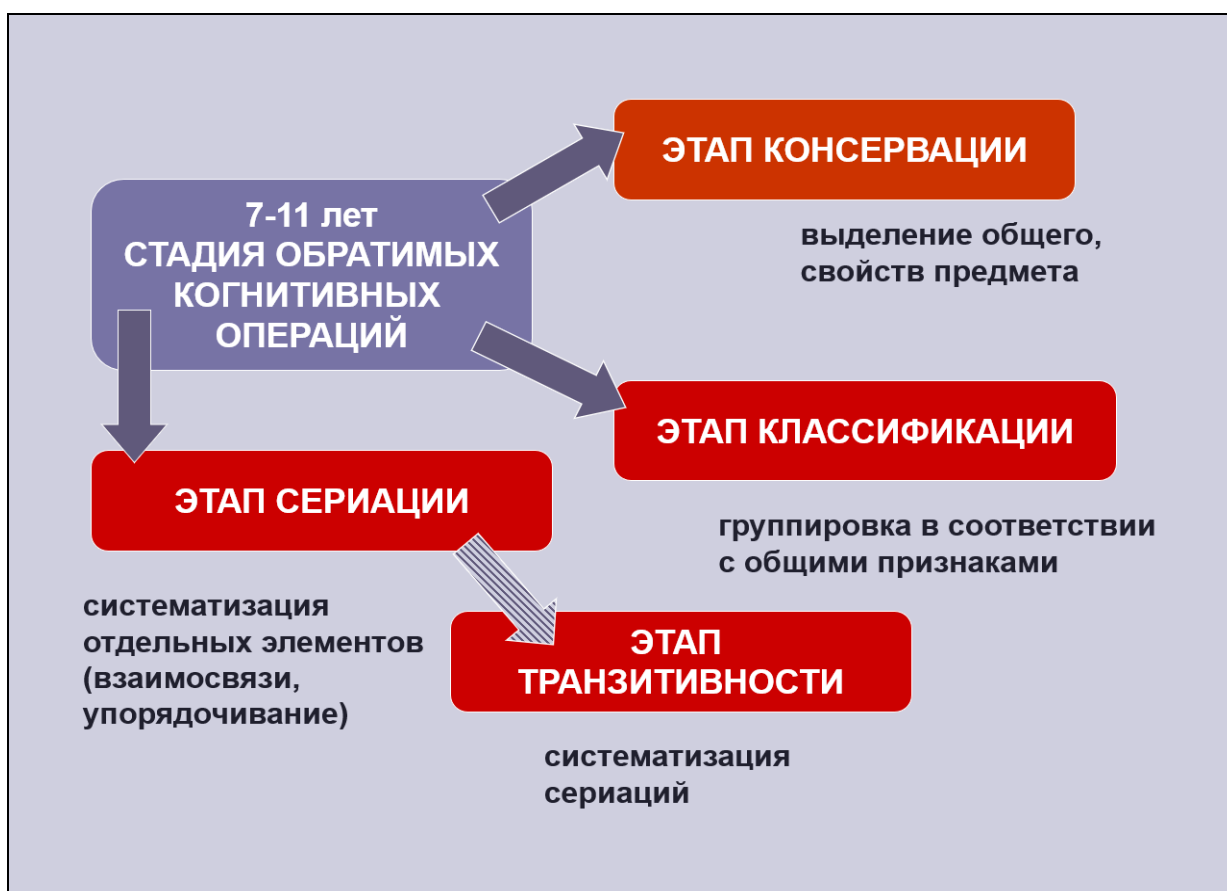 7-11 лет
СТАДИЯ ОБРАТИМЫХ
КОГНИТИВНЫХ
ОПЕРАЦИЙ
ЭТАП КОНСЕРВАЦИИ
выделение общего,
свойств предмета
ЭТАП КЛАССИФИКАЦИИ
группировка в соответствии
с общими признаками
ЭТАП СЕРИАЦИИ
систематизация
отдельных элементов
(взаимосвязи,
упорядочивание)
ЭТАП
ТРАНЗИТИВНОСТИ
систематизация
сериаций